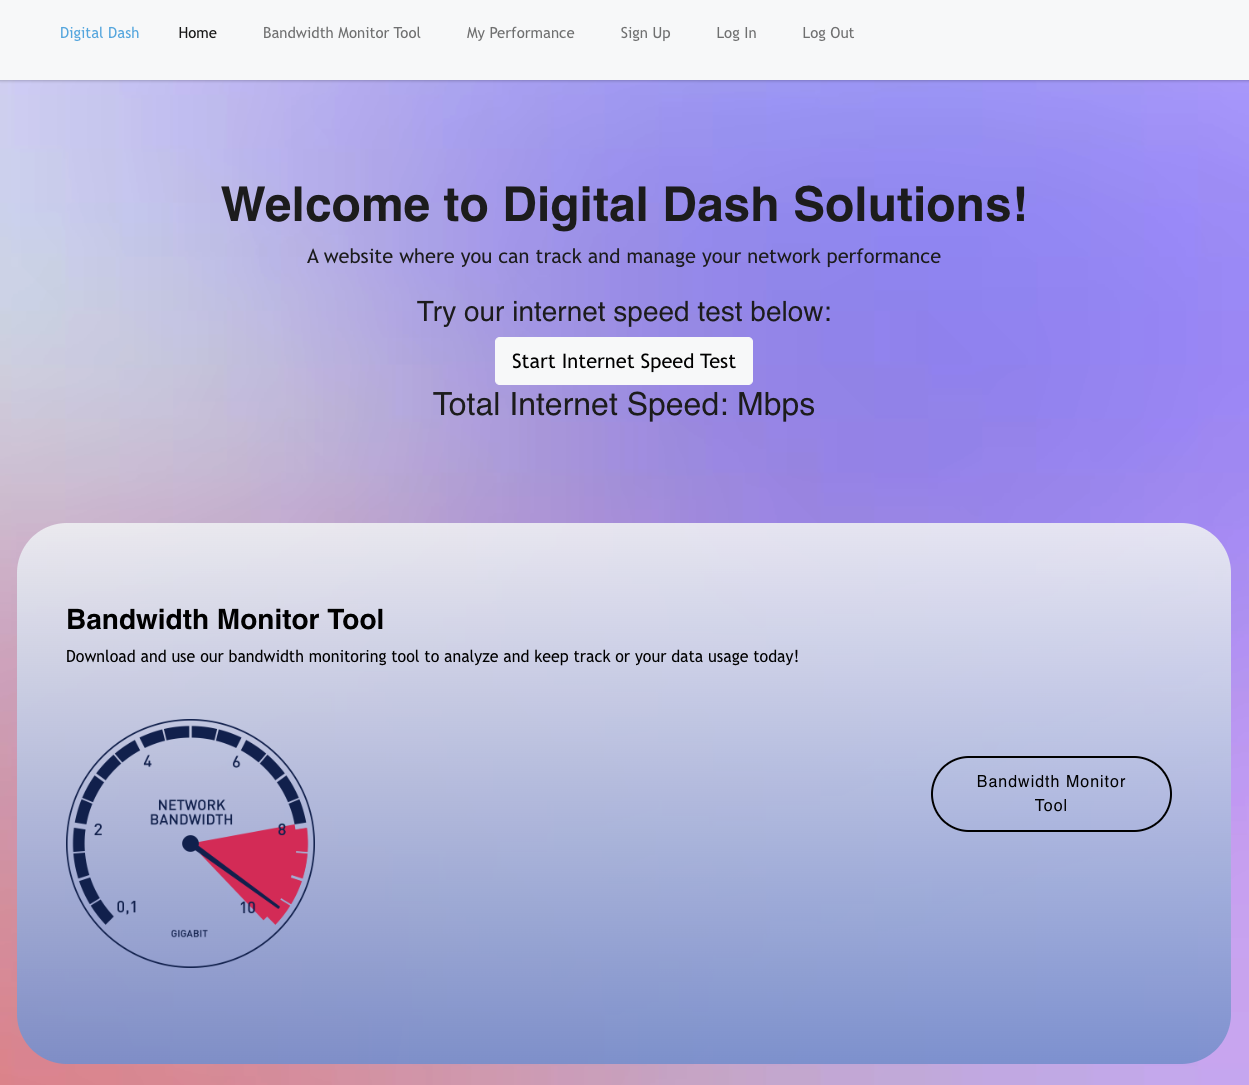 Digital Dash Home Bandwidth Monitor Tool My Performance Sign Up Log In Log Out
Welcome to Digital Dash Solutions!
A website where you can track and manage your network performance
Try our internet speed test below:
Start Internet Speed Test
Total Internet Speed: Mbps
Bandwidth Monitor Tool
Download and use our bandwidth monitoring tool to analyze and keep track or your data usage today!
4 6
NETWORK
BANDWIDTH
2 8
0,1 10
GIGABIT
Bandwidth Monitor
Tool